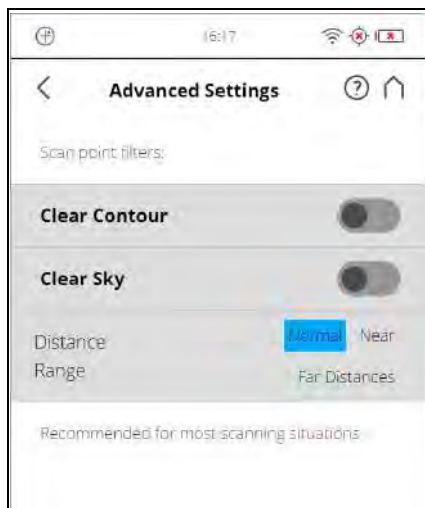 16:17
Advanced Settings
Scan point filters:
Clear Contour
Clear Sky
Distance Normal Near
Range Far Distances
Recommended for most scanning situations